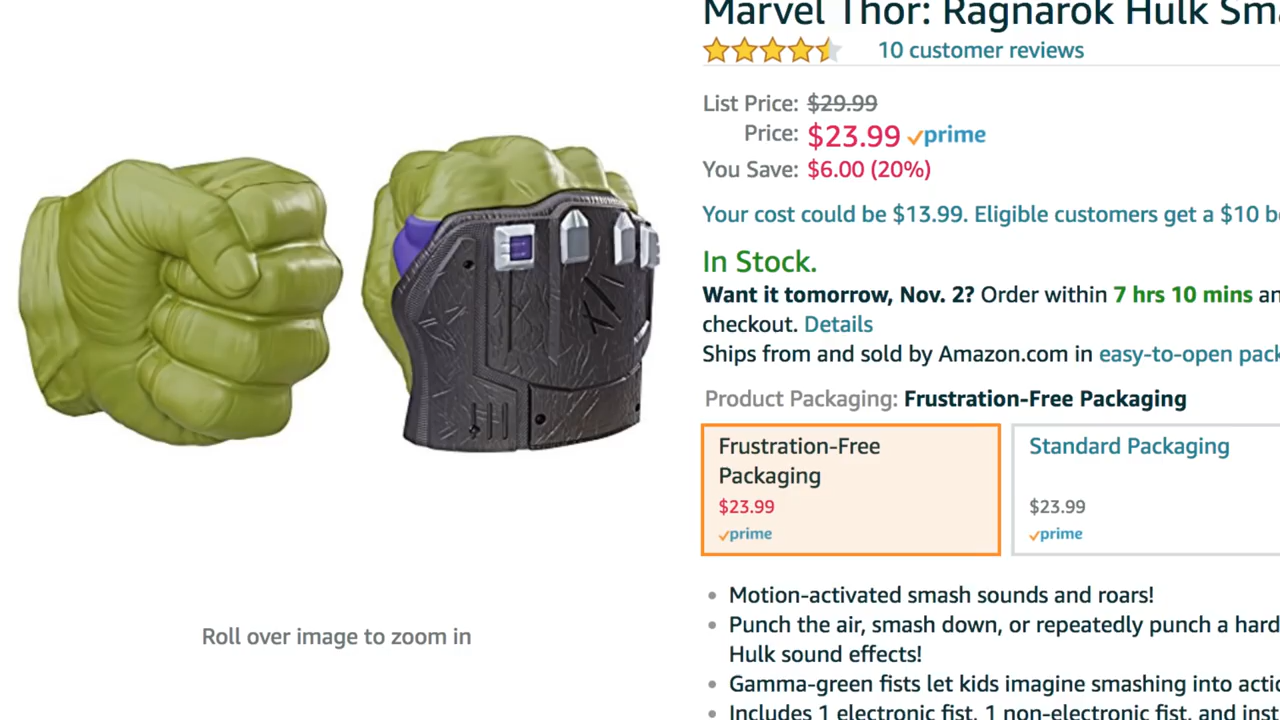 Marvel Thor: Ragnarok Hulk
10 customer reviews
List Price: $29.99
Price: $23.99 prime
You Save: $6.00 (20%)
Your cost could be $13.99. Eligible customers get a $10
In Stock.
Want it tomorrow, Nov. 2? Order within 7 hrs 10 mins
checkout. Details
Ships from and sold by Amazon.com in easy-to-open
Product Packaging: Frustration-Free Packaging
Frustration-Free
Packaging
$23.99
prime
Standard Packaging
$23.99
prime
• Motion-activated smash sounds and roars!
• Punch the air, smash down, or repeatedly punch a hard
Hulk sound effects!
• Gamma-green fists let kids imagine smashing into
• Includes 1 electronic fist, 1 non-electronic fist, and
Roll over image to zoom in